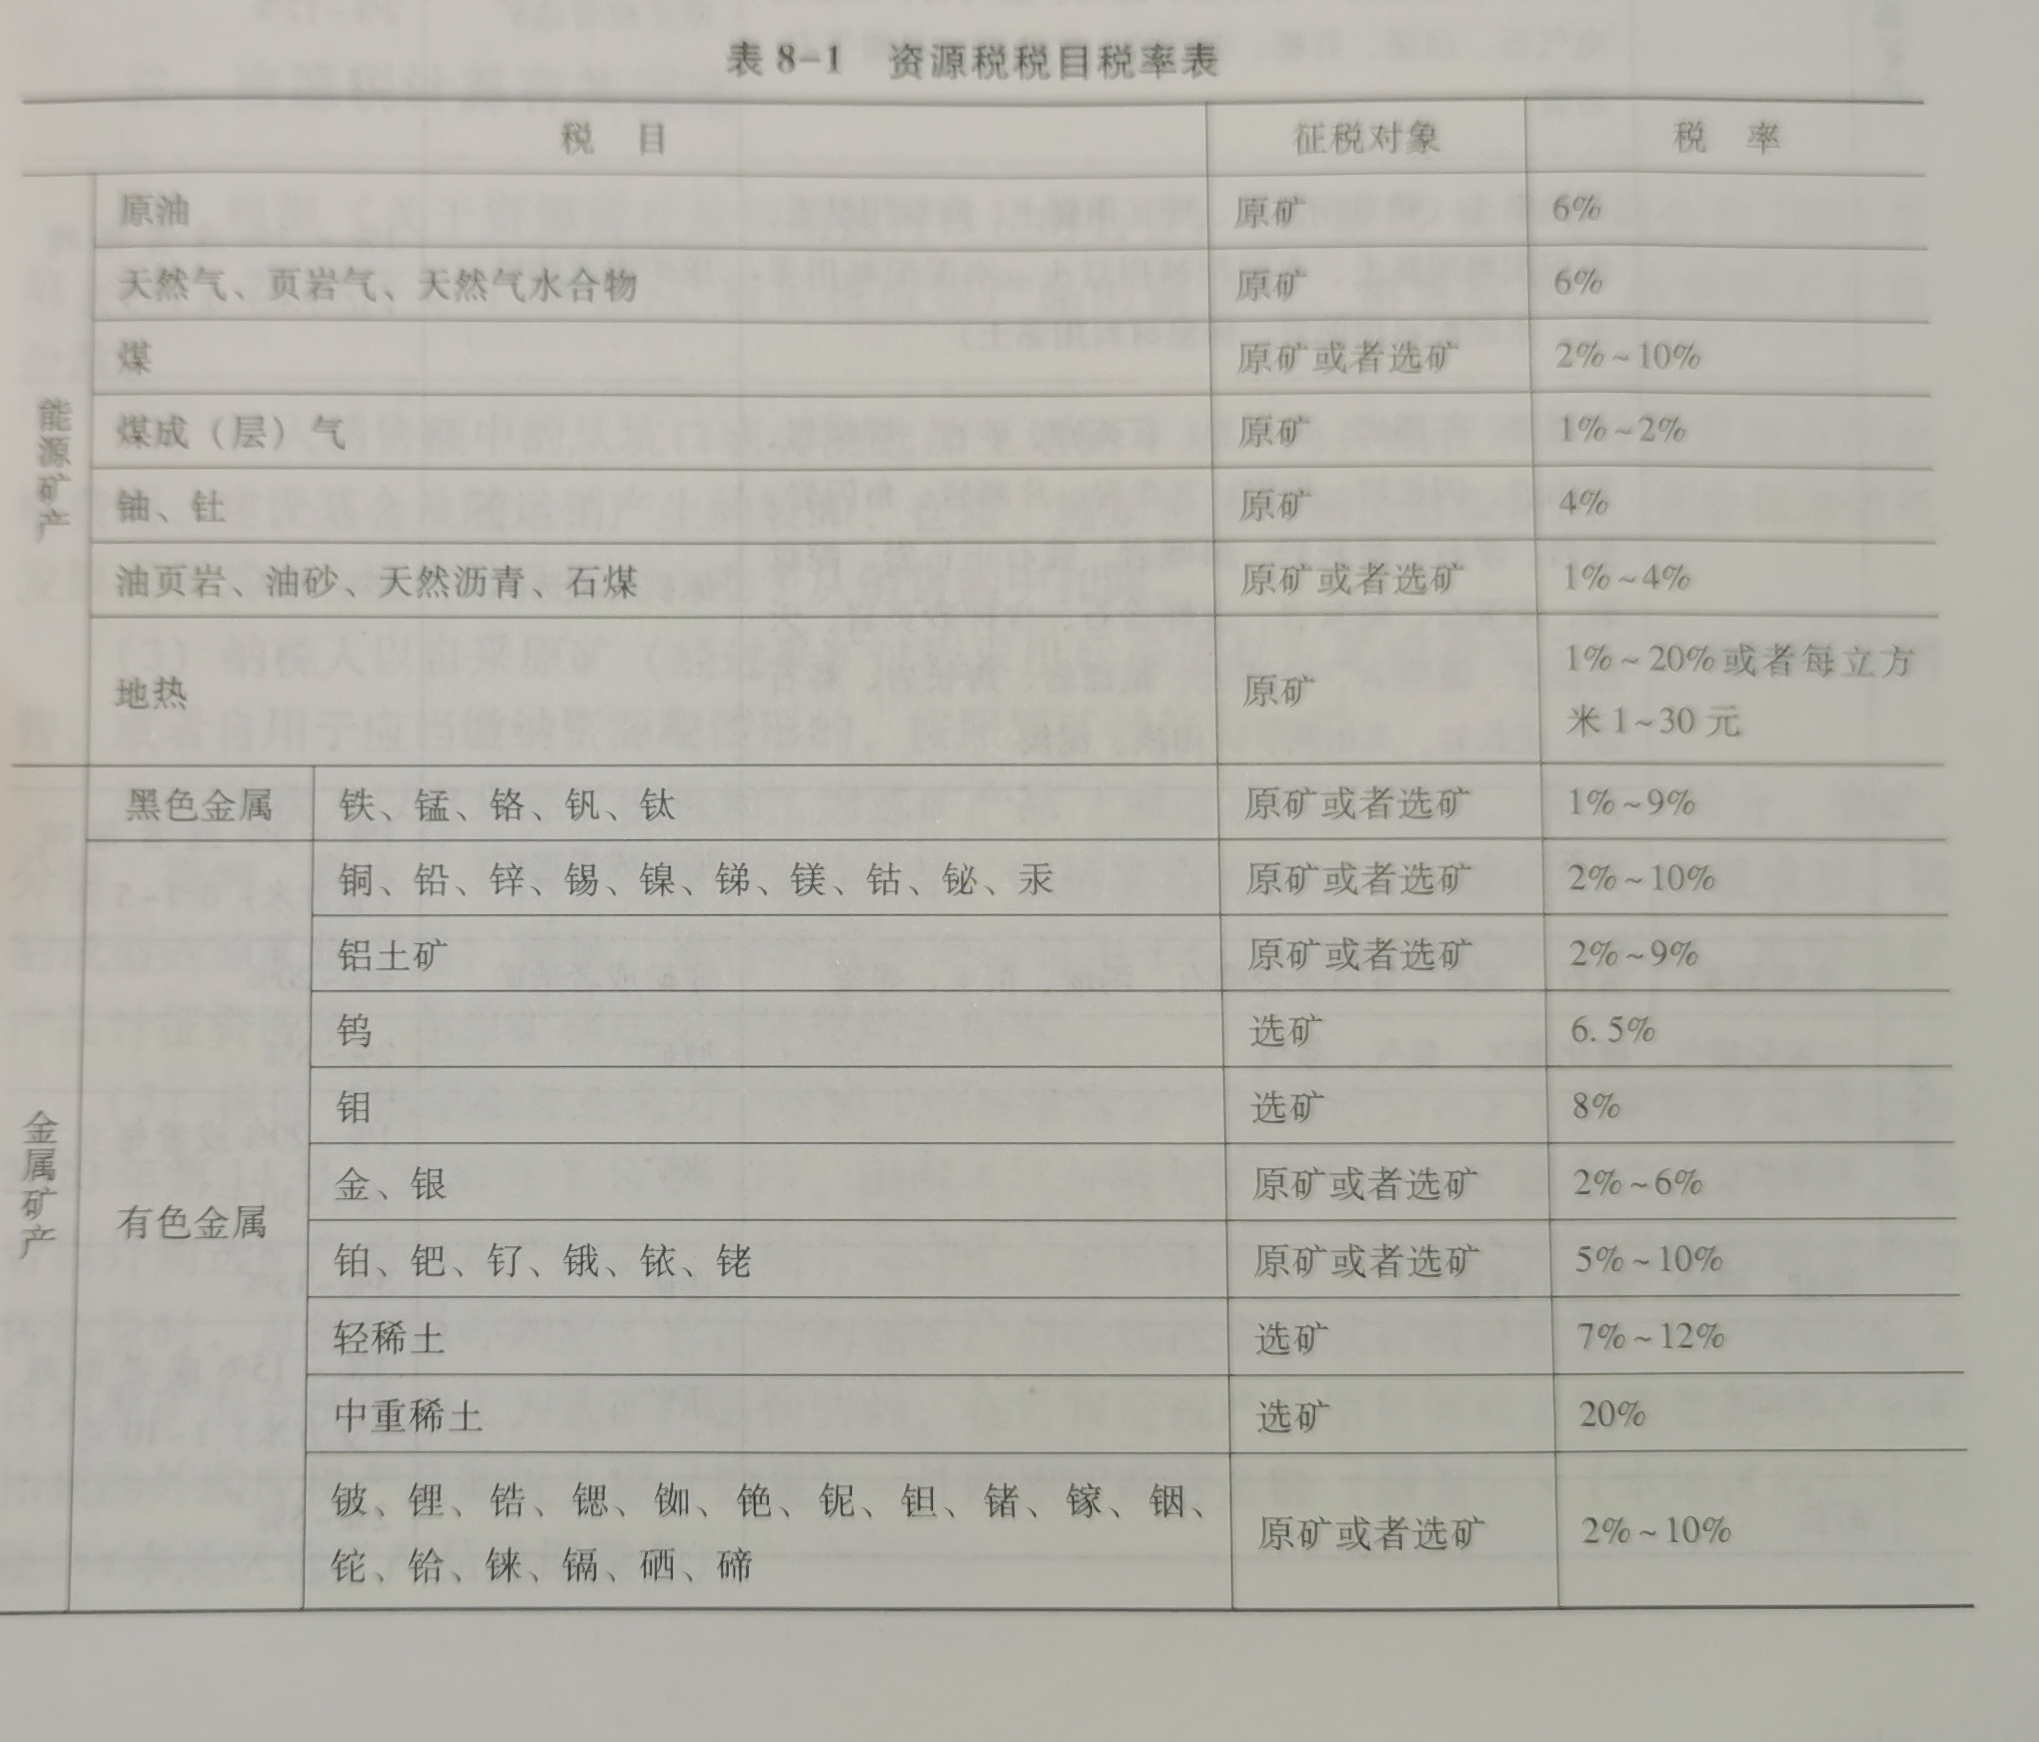 表 8-1 资源税税目税率表
税 目 征税对象 税 率
能源矿产
原油 原矿 6%
天然气、页岩气、天然气水合物 原矿 6%
煤 原矿或者选矿 2%~10%
煤成（层）气 原矿 1%~2%
铀、钍 原矿 4%
油页岩、油砂、天然沥青、石煤 原矿或者选矿 1%~4%
地热 原矿 1%~20%或者每立方
米1~30元
金属矿产
黑色金属 铁、锰、铬、钒、钛 原矿或者选矿 1%~9%
有色金属
铜、铅、锌、锡、镍、锑、镁、钴、铋、汞 原矿或者选矿 2%~10%
铝土矿 原矿或者选矿 2%~9%
钨 选矿 6.5%
钼 选矿 8%
金、银 原矿或者选矿 2%~6%
铂、钯、钌、锇、铱、铑 原矿或者选矿 5%~10%
轻稀土 选矿 7%~12%
中重稀土 选矿 20%
铍、锂、锆、锶、铷、铯、铌、钽、锗、镓、铟、
铊、铪、铼、镉、硒、碲 原矿或者选矿 2%~10%